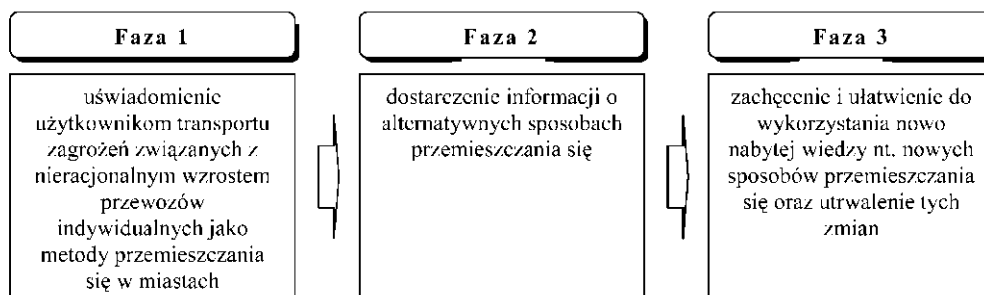 Faza 1
uświadomienie
użytkownikom transportu
zagrożeń związanych z
nieracjonalnym wzrostem
przewozów
indywidualnych jako
metody przemieszczania
się w miastach
Faza 2
dostarczenie informacji o
alternatywnych sposobach
przemieszczania się
Faza 3
zachęcenie i ułatwienie do
wykorzystania nowo
nabytej wiedzy nt. nowych
sposobów przemieszczania
się oraz utrwalenie tych
zmian